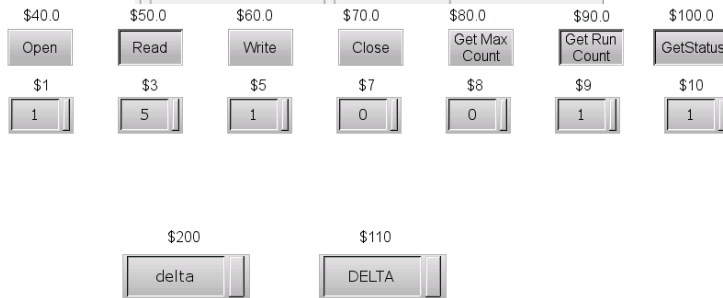 $40.0 $50.0 $60.0 $70.0 $80.0 $90.0 $100.0
Open Read Write Close Get Max Count Get Run Count GetStatus
$1 $3 $5 $7 $8 $9 $10
1 5 1 0 0 1 1
$200 $110
delta DELTA